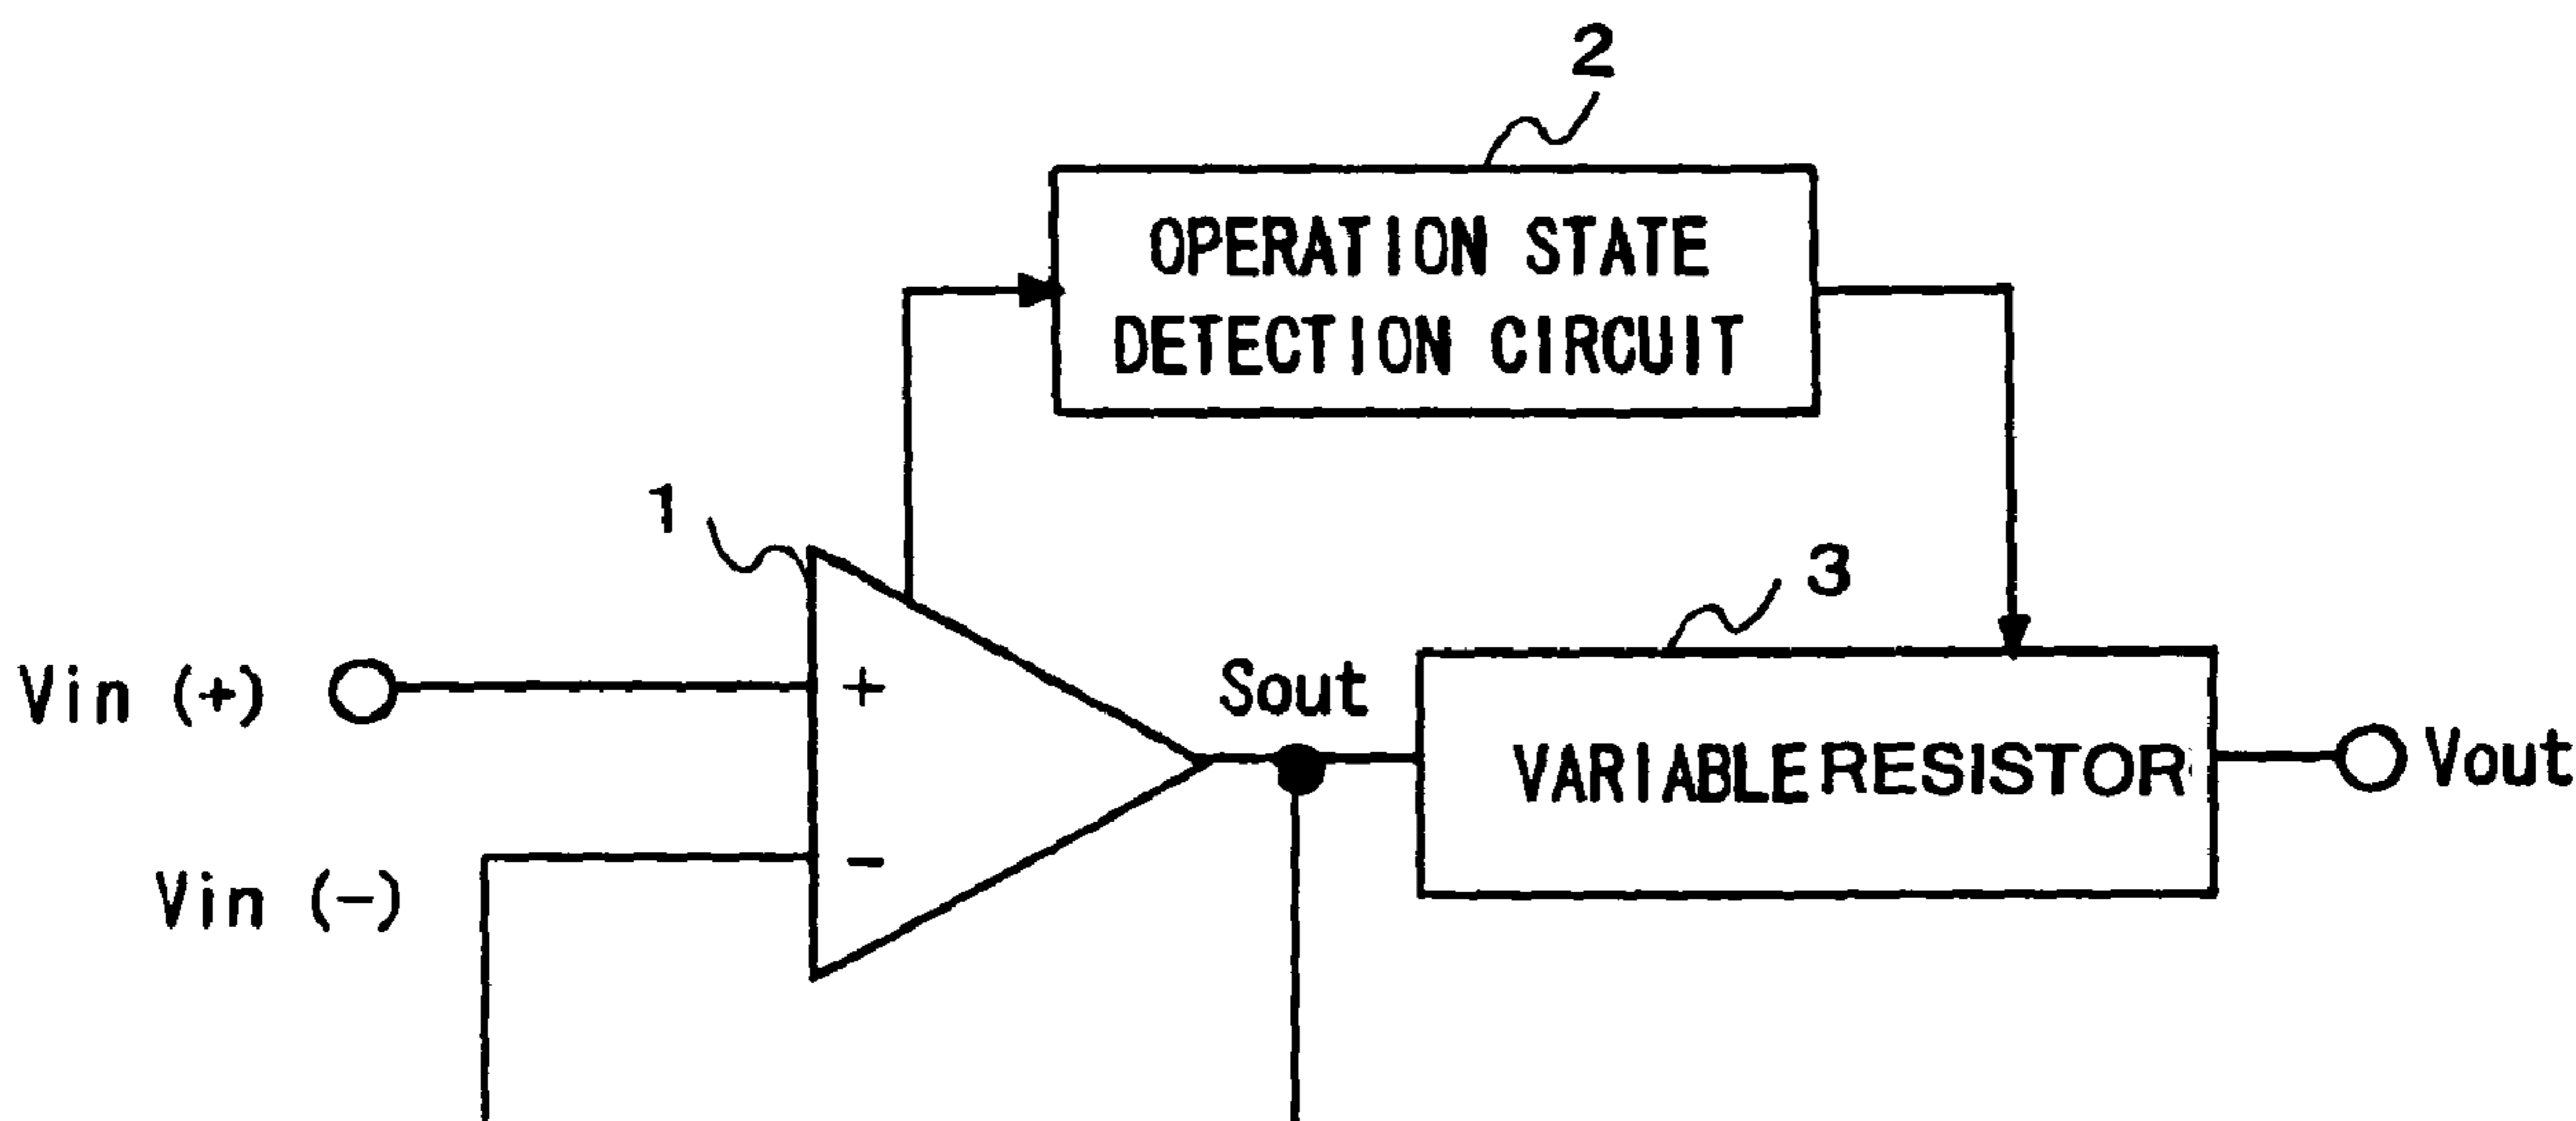 2
OPERATION STATE
DETECTION CIRCUIT
1
3
Vin (+)
+
Sout
VARIABLE RESISTOR
Vout
Vin (-)
-